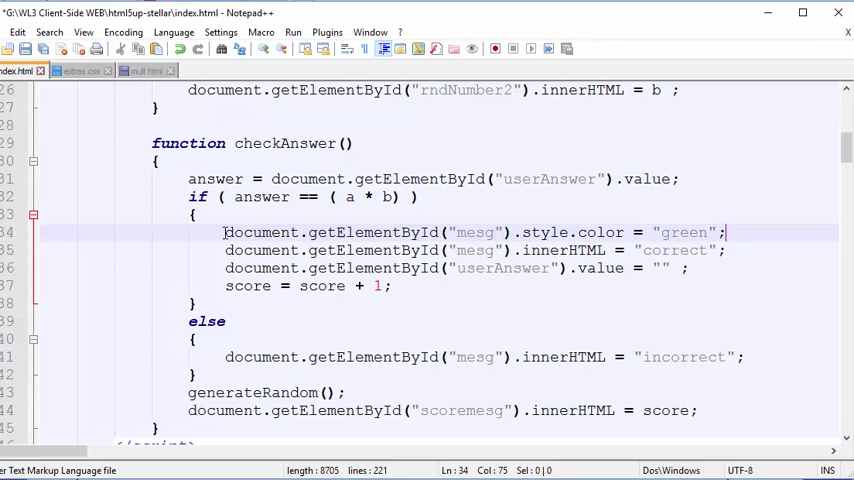 *G:\WL3 Client-Side WEB\html5up-stellar\index.html - Notepad++
Edit Search View Encoding Language Settings Macro Run Plugins Window ? X
ndex.html extras.css mult.html
26 document.getElementById("rndNumber2").innerHTML = b ;
27 }
28
29 function checkAnswer()
30 {
31 answer = document.getElementById("userAnswer").value;
32 if ( answer == ( a * b) )
33 {
34 document.getElementById("mesg").style.color = "green";
35 document.getElementById("mesg").innerHTML = "correct";
36 document.getElementById("userAnswer").value = "" ;
37 score = score + 1;
38 }
39 else
40 {
41 document.getElementById("mesg").innerHTML = "incorrect";
42 }
43 generateRandom();
44 document.getElementById("scoremesg").innerHTML = score;
45 }
46 </script>
er Text Markup Language file length : 8705 lines : 221 Ln : 34 Col : 75 Sel : 0 | 0 Dos\Windows UTF-8 INS